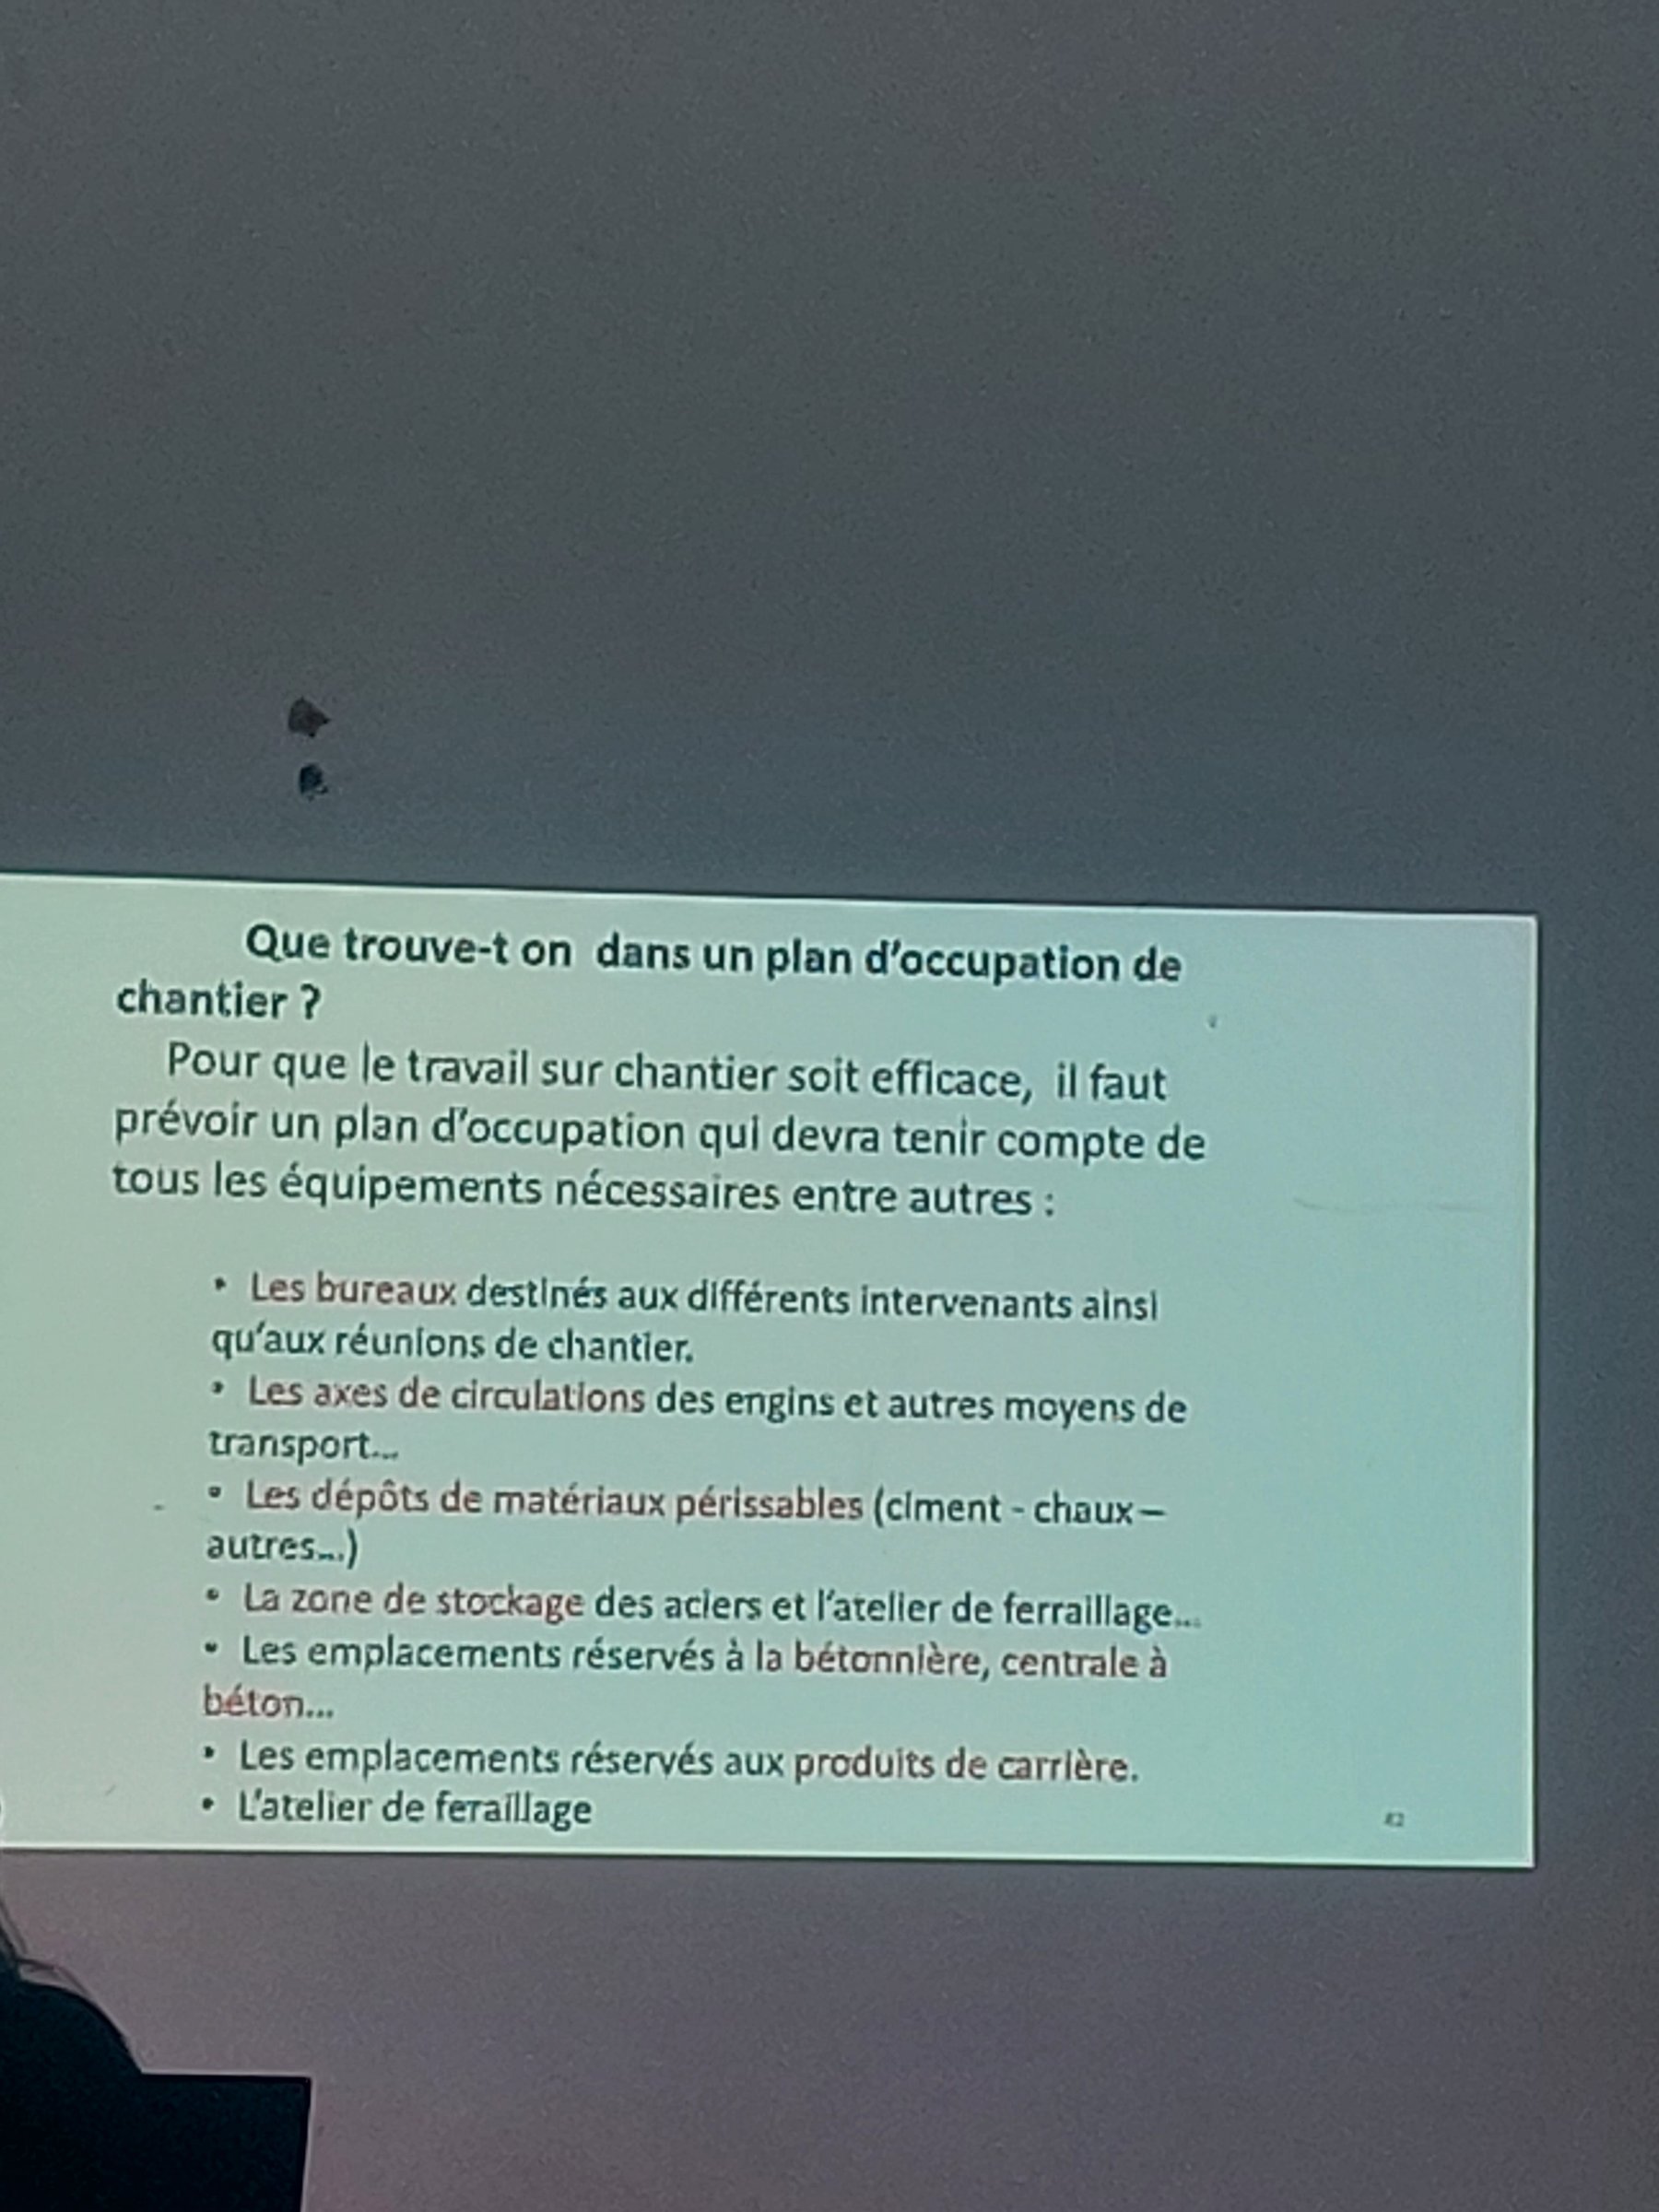 Que trouve-t on dans un plan d'occupation de
chantier ?
Pour que le travail sur chantier soit efficace, il faut
prévoir un plan d'occupation qui devra tenir compte de
tous les équipements nécessaires entre autres :
• Les bureaux destinés aux différents intervenants ainsi
qu'aux réunions de chantier.
• Les axes de circulations des engins et autres moyens de
transport...
• Les dépôts de matériaux périssables (ciment - chaux –
autres...)
• La zone de stockage des aciers et l'atelier de ferraillage...
• Les emplacements réservés à la bétonnière, centrale à
béton...
• Les emplacements réservés aux produits de carrière.
• L'atelier de feraillage